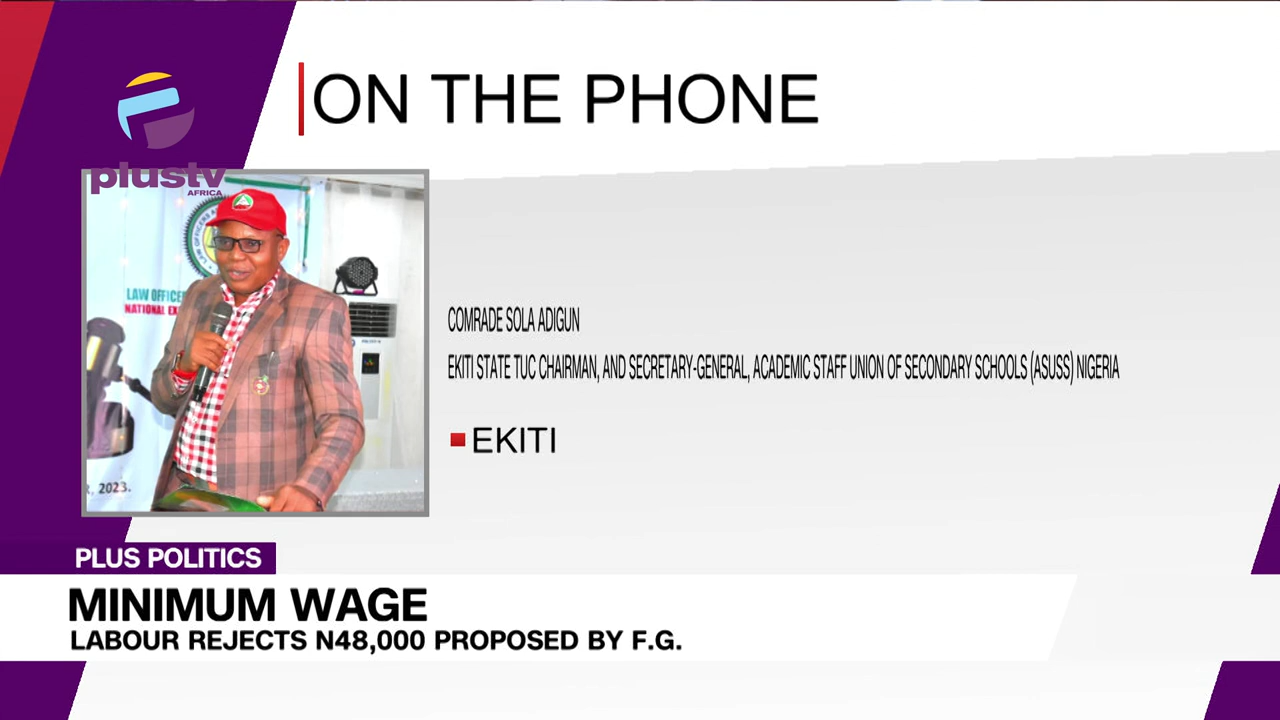 ON THE PHONE
plustv
AFRICA
LAW OFFICE
NATIONAL EX
R, 2023.
COMRADE SOLA ADIGUN
EKITI STATE TUC CHAIRMAN, AND SECRETARY-GENERAL, ACADEMIC STAFF UNION OF SECONDARY SCHOOLS (ASUSS) NIGERIA
EKITI
PLUS POLITICS
MINIMUM WAGE
LABOUR REJECTS N48,000 PROPOSED BY F.G.